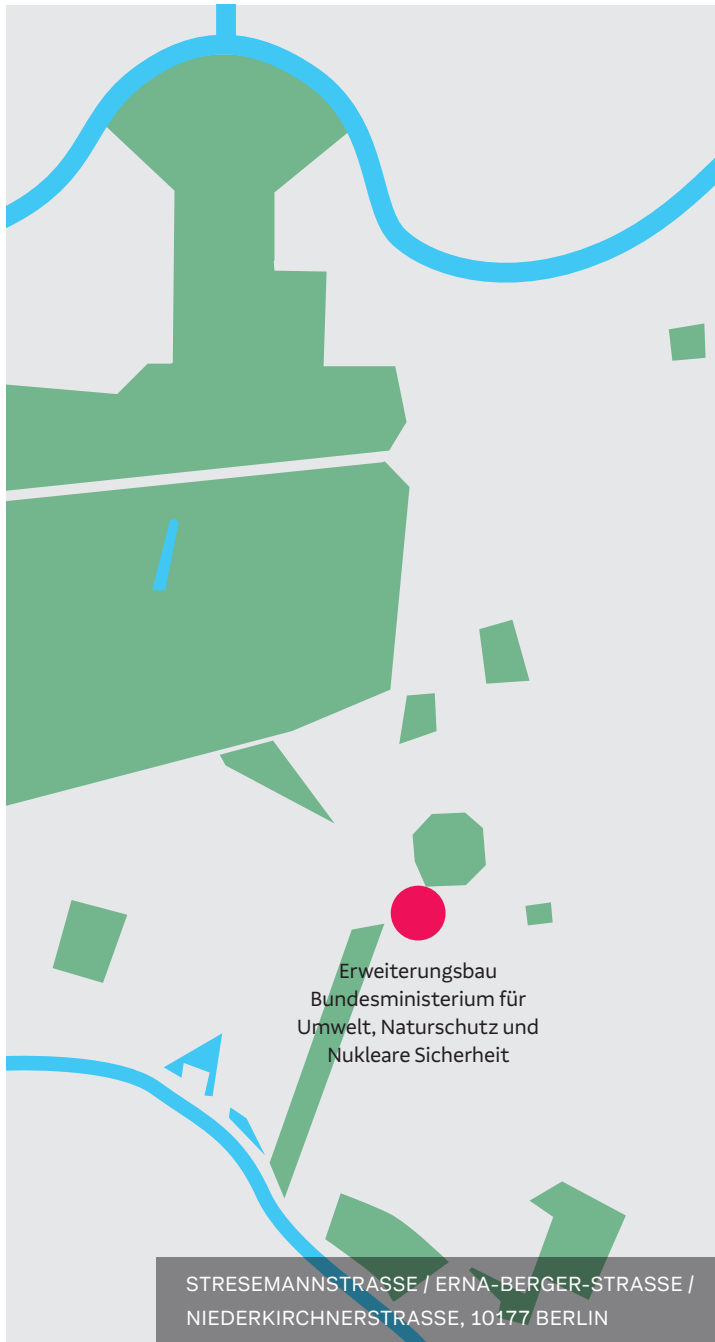 Erweiterungsbau
Bundesministerium für
Umwelt, Naturschutz und
Nukleare Sicherheit
STRESEMANNSTRASSE / ERNA-BERGER-STRASSE /
NIEDERKIRCHNERSTRASSE, 10177 BERLIN